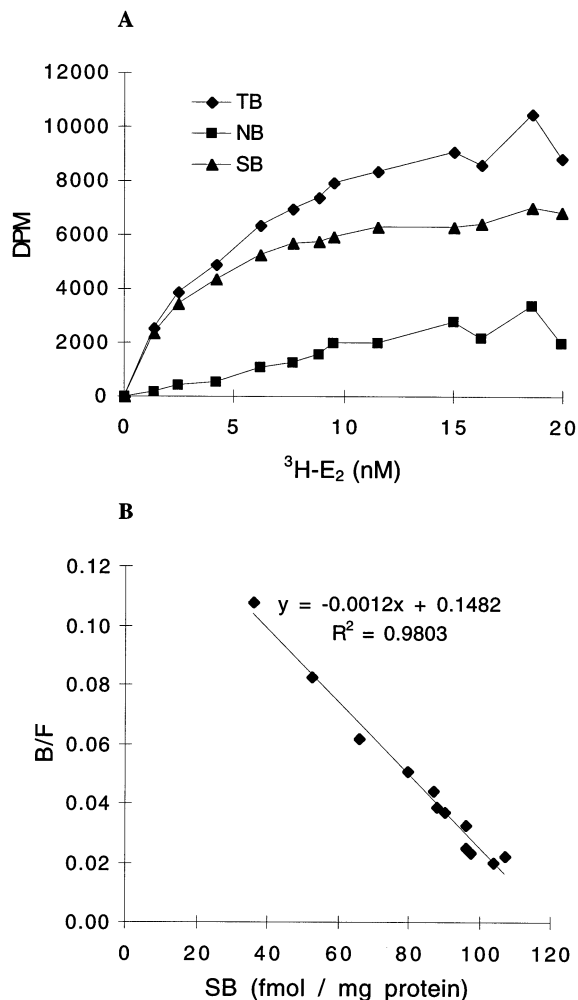 A
12000
10000
8000
6000
4000
2000
0
DPM
TB
NB
SB
0 5 10 15 20
³H-E₂ (nM)
B
0.12
0.10
0.08
0.06
0.04
0.02
0.00
B/F
y = -0.0012x + 0.1482
R² = 0.9803
0 20 40 60 80 100 120
SB (fmol / mg protein)